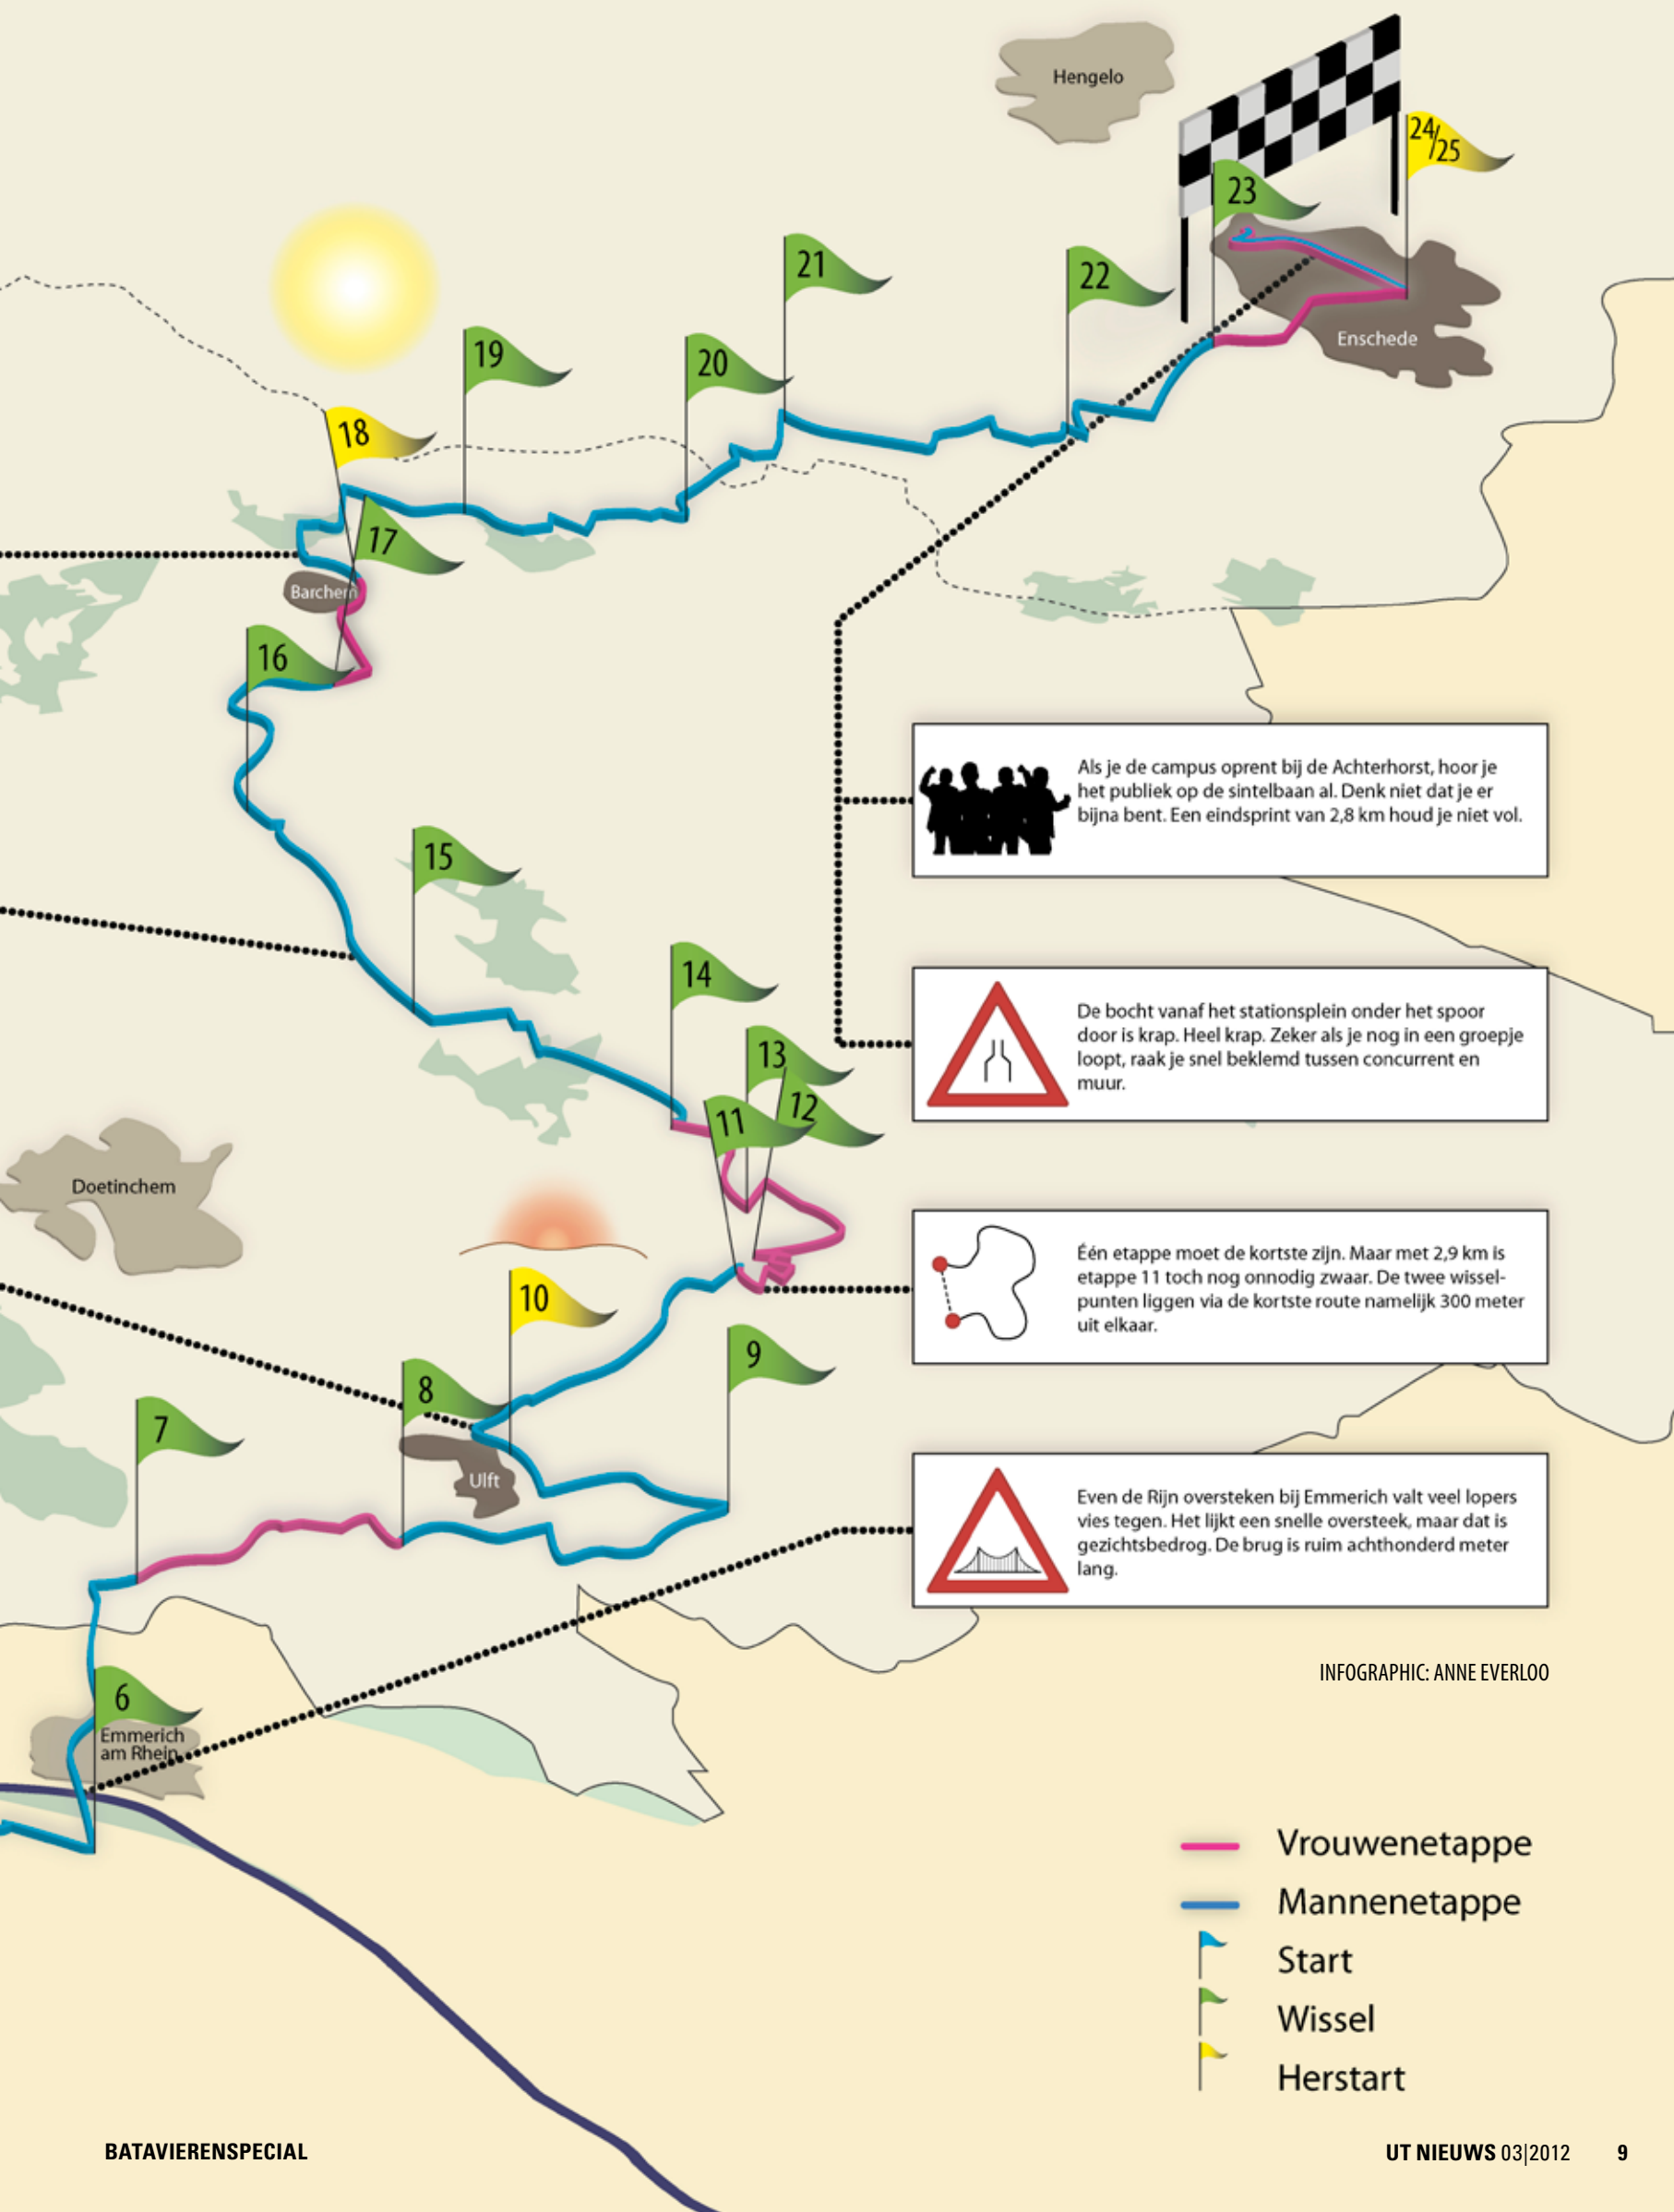 Hengelo
24/25
23
21
22
Enschede
19
20
18
17
Barchem
16
Als je de campus oprent bij de Achterhorst, hoor je
het publiek op de sintelbaan al. Denk niet dat je er
bijna bent. Een eindsprint van 2,8 km houd je niet vol.
15
14
De bocht vanaf het stationsplein onder het spoor
door is krap. Heel krap. Zeker als je nog in een groepje
loopt, raak je snel beklemd tussen concurrent en
muur.
13
12
11
Doetinchem
Één etappe moet de kortste zijn. Maar met 2,9 km is
etappe 11 toch nog onnodig zwaar. De twee wissel-
punten liggen via de kortste route namelijk 300 meter
uit elkaar.
10
9
8
7
Ulft
Even de Rijn oversteken bij Emmerich valt veel lopers
vies tegen. Het lijkt een snelle oversteek, maar dat is
gezichtsbedrog. De brug is ruim achthonderd meter
lang.
INFOGRAPHIC: ANNE EVERLOO
6
Emmerich
am Rhein
Vrouwenetappe
Mannenetappe
Start
Wissel
Herstart
BATAVIERENSPECIAL
UT NIEUWS 03|2012 9